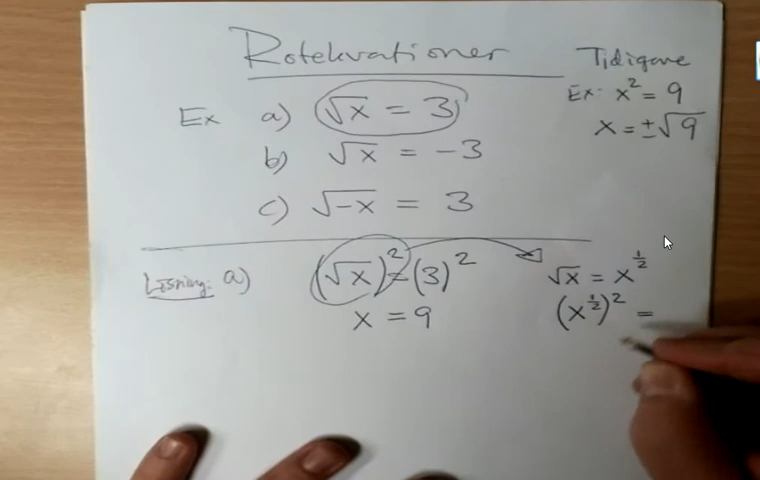 Rotekvationer
Tidigare
Ex: x² = 9
x = ±√9
Ex a) √x = 3
b) √x = -3
c) √-x = 3
Lösning: a) (√x)² = (3)²
x = 9
√x = x^½
(x^½)² =